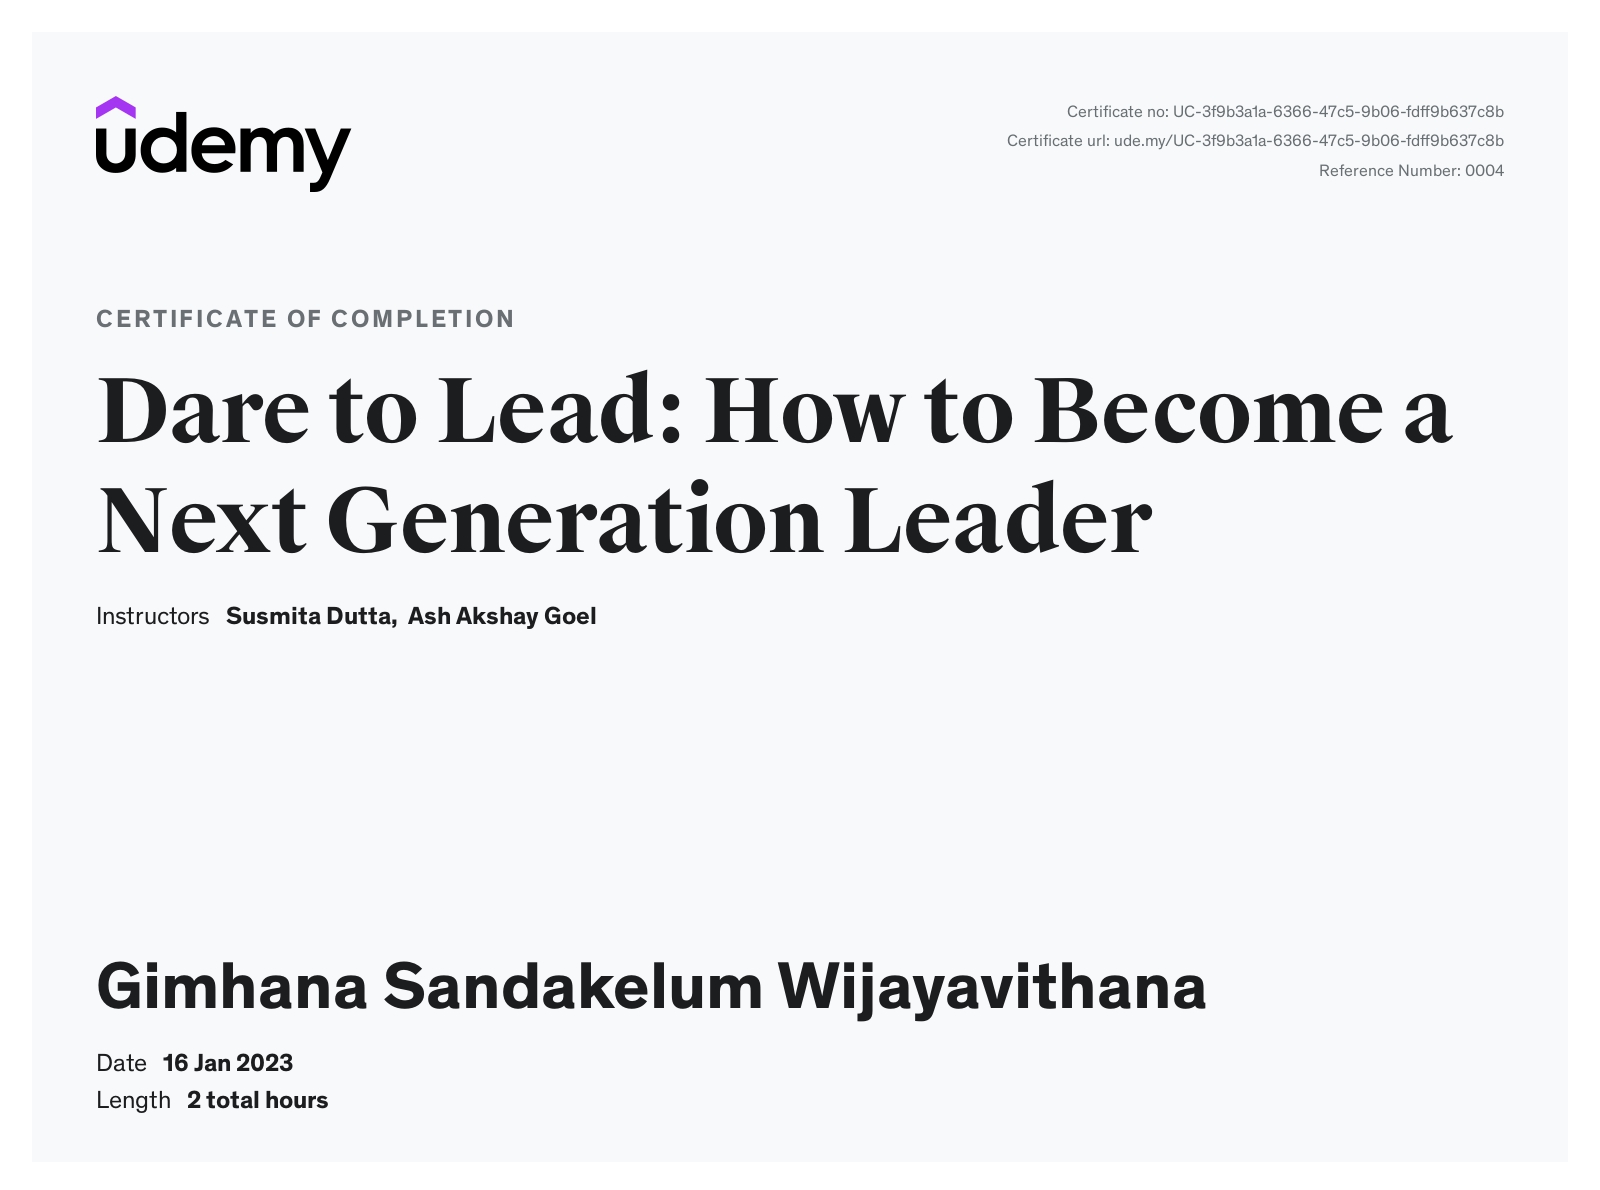 udemy
Certificate no: UC-3f9b3a1a-6366-47c5-9b06-fdff9b637c8b
Certificate url: ude.my/UC-3f9b3a1a-6366-47c5-9b06-fdff9b637c8b
Reference Number: 0004
CERTIFICATE OF COMPLETION
Dare to Lead: How to Become a
Next Generation Leader
Instructors Susmita Dutta, Ash Akshay Goel
Gimhana Sandakelum Wijayavithana
Date 16 Jan 2023
Length 2 total hours